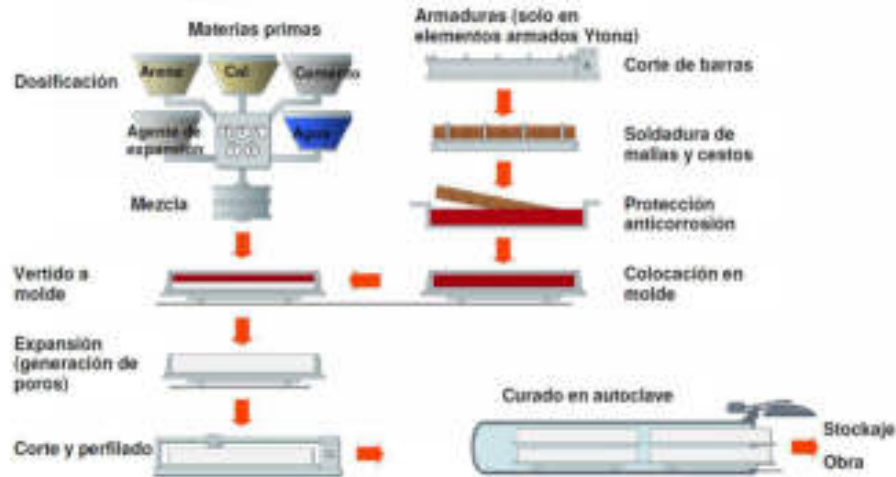 Materias primas
Armaduras (solo en
elementos armados Ytong)
Dosificación
Arena
Cal
Cemento
Corte de barras
Agente de
expansión
Agua
Soldadura de
mallas y cestos
Mezcla
Protección
anticorrosión
Vertido a
molde
Colocación en
molde
Expansión
(generación de
poros)
Curado en autoclave
Corte y perfilado
Stockaje
Obra